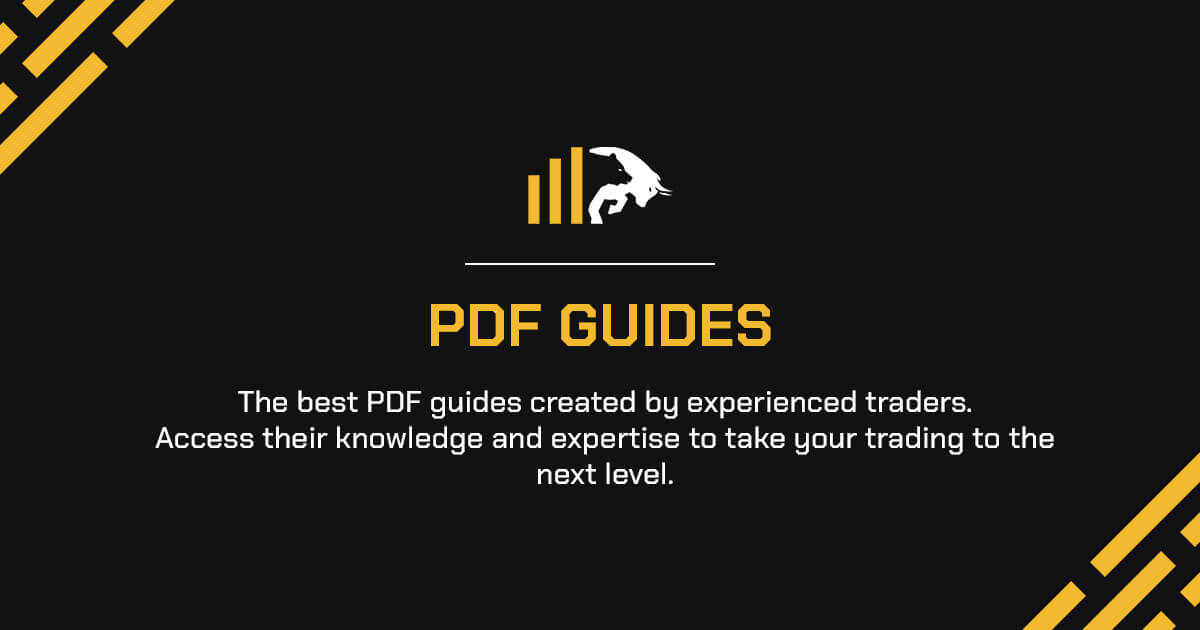 PDF GUIDES
The best PDF guides created by experienced traders.
Access their knowledge and expertise to take your trading to the
next level.